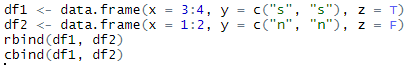 df1 <- data.frame(x = 3:4, y = c("s", "s"), z = T)
df2 <- data.frame(x = 1:2, y = c("n", "n"), z = F)
rbind(df1, df2)
cbind(df1, df2)